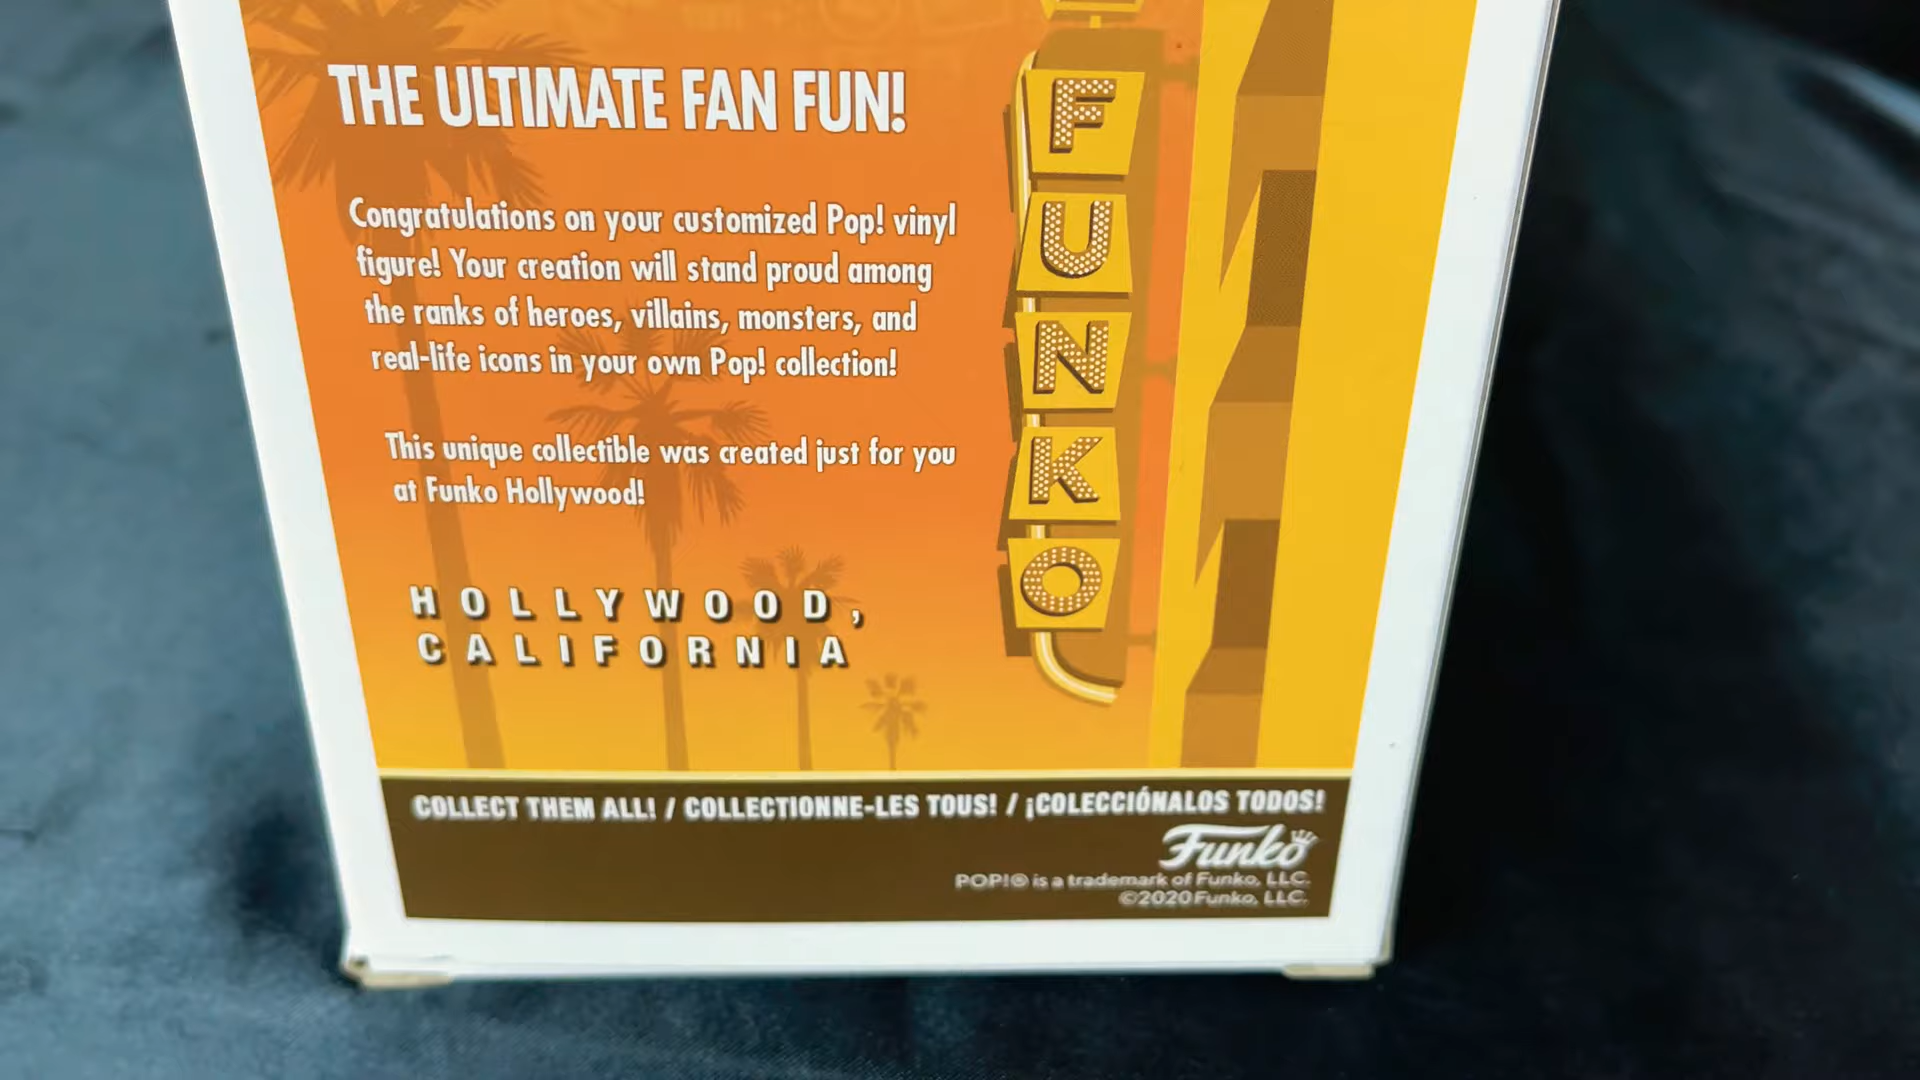 THE ULTIMATE FAN FUN!
Congratulations on your customized Pop! vinyl
figure! Your creation will stand proud among
the ranks of heroes, villains, monsters, and
real-life icons in your own Pop! collection!
This unique collectible was created just for you
at Funko Hollywood!
HOLLYWOOD,
CALIFORNIA
FUNKO
COLLECT THEM ALL! / COLLECTIONNE-LES TOUS! / ¡COLECCIÓNALOS TODOS!
Funko
POP!® is a trademark of Funko, LLC.
©2020 Funko, LLC.